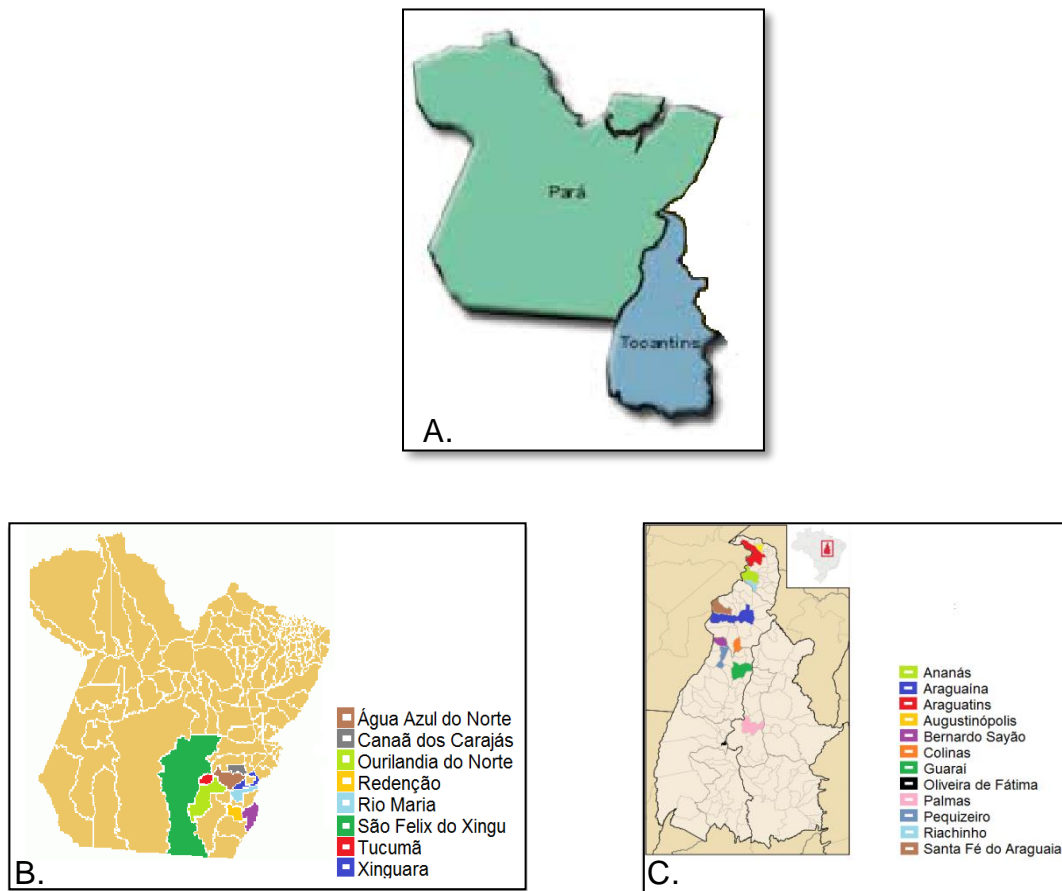 Pará
Tocantins
A.
Água Azul do Norte
Canaã dos Carajás
Ourilandia do Norte
Redenção
Rio Maria
São Felix do Xingu
Tucumã
Xinguara
B.
Ananás
Araguaína
Araguatins
Augustinópolis
Bernardo Sayão
Colinas
Guaraí
Oliveira de Fátima
Palmas
Pequizeiro
Riachinho
Santa Fé do Araguaia
C.